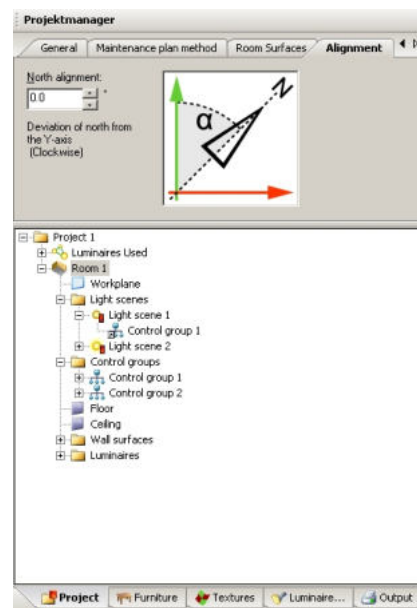 Projektmanager
General Maintenance plan method Room Surfaces Alignment
North alignment:
0.0 °
Deviation of north from
the Y-axis
(Clockwise)
α
N
Project 1
Luminaires Used
Room 1
Workplane
Light scenes
Light scene 1
Control group 1
Light scene 2
Control groups
Control group 1
Control group 2
Floor
Ceiling
Wall surfaces
Luminaires
Project Furniture Textures Luminaire... Output